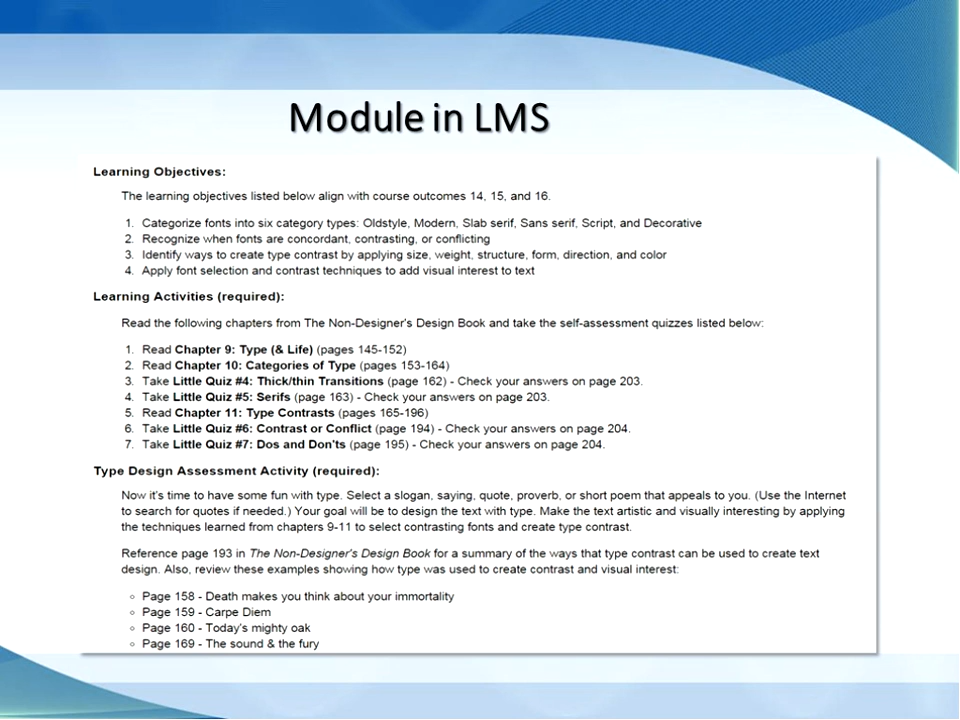 Module in LMS
Learning Objectives:
The learning objectives listed below align with course outcomes 14, 15, and 16.
1. Categorize fonts into six category types: Oldstyle, Modern, Slab serif, Sans serif, Script, and Decorative
2. Recognize when fonts are concordant, contrasting, or conflicting
3. Identify ways to create type contrast by applying size, weight, structure, form, direction, and color
4. Apply font selection and contrast techniques to add visual interest to text
Learning Activities (required):
Read the following chapters from The Non-Designer's Design Book and take the self-assessment quizzes listed below:
1. Read Chapter 9: Type (& Life) (pages 145-152)
2. Read Chapter 10: Categories of Type (pages 153-164)
3. Take Little Quiz #4: Thick/thin Transitions (page 162) - Check your answers on page 203.
4. Take Little Quiz #5: Serifs (page 163) - Check your answers on page 203.
5. Read Chapter 11: Type Contrasts (pages 165-196)
6. Take Little Quiz #6: Contrast or Conflict (page 194) - Check your answers on page 204.
7. Take Little Quiz #7: Dos and Don'ts (page 195) - Check your answers on page 204.
Type Design Assessment Activity (required):
Now it's time to have some fun with type. Select a slogan, saying, quote, proverb, or short poem that appeals to you. (Use the Internet
to search for quotes if needed.) Your goal will be to design the text with type. Make the text artistic and visually interesting by applying
the techniques learned from chapters 9-11 to select contrasting fonts and create type contrast.
Reference page 193 in The Non-Designer's Design Book for a summary of the ways that type contrast can be used to create text
design. Also, review these examples showing how type was used to create contrast and visual interest:
◦ Page 158 - Death makes you think about your immortality
◦ Page 159 - Carpe Diem
◦ Page 160 - Today's mighty oak
◦ Page 169 - The sound & the fury